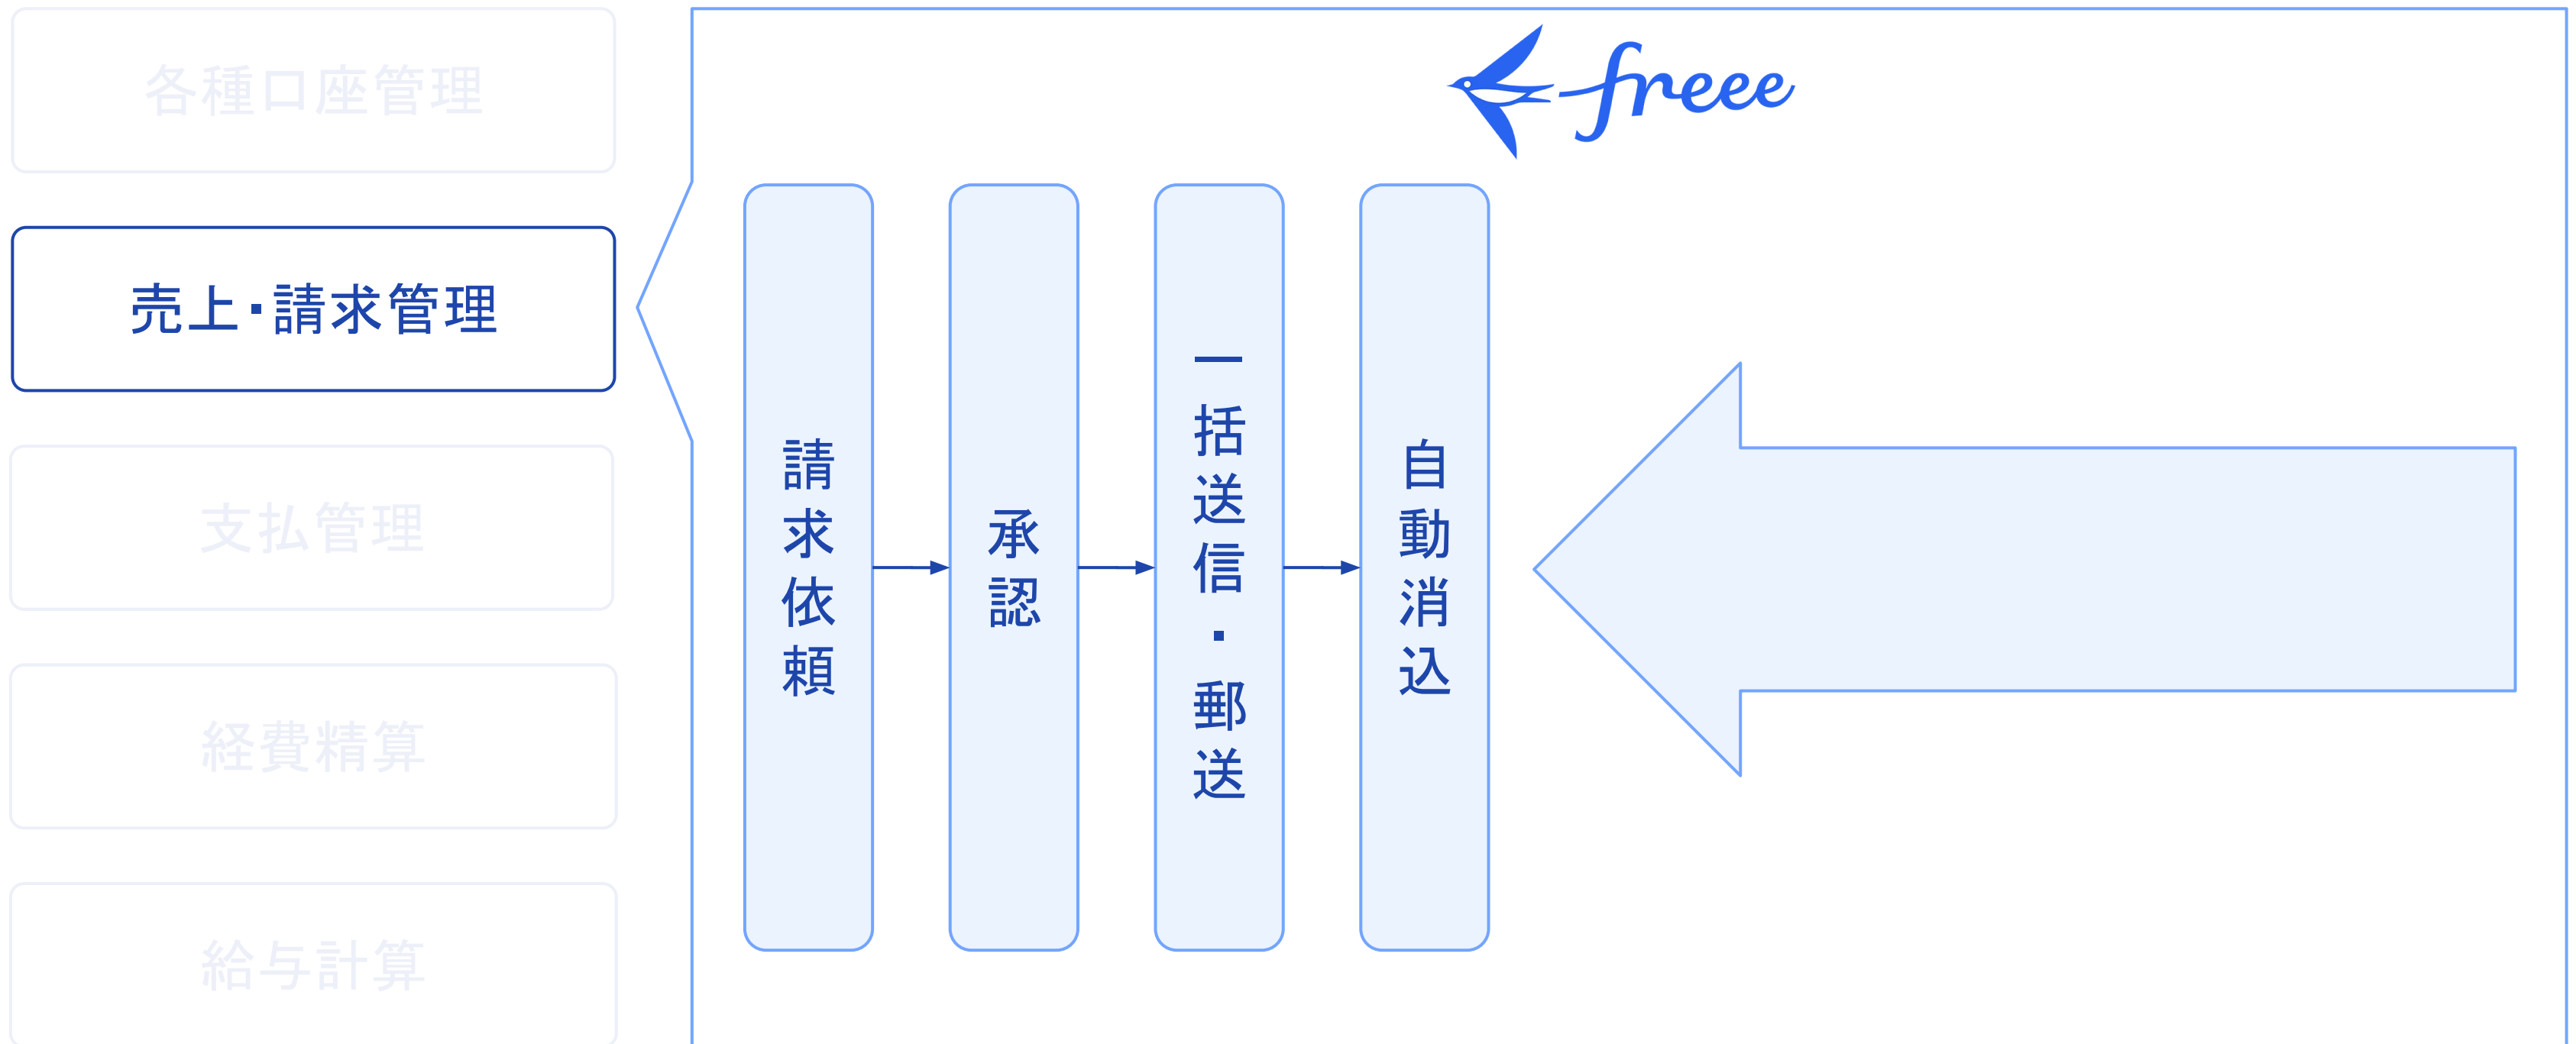 各種口座管理
売上・請求管理
支払管理
経費精算
給与計算
freee
請求依頼
承認
一括送信・郵送
自動消込